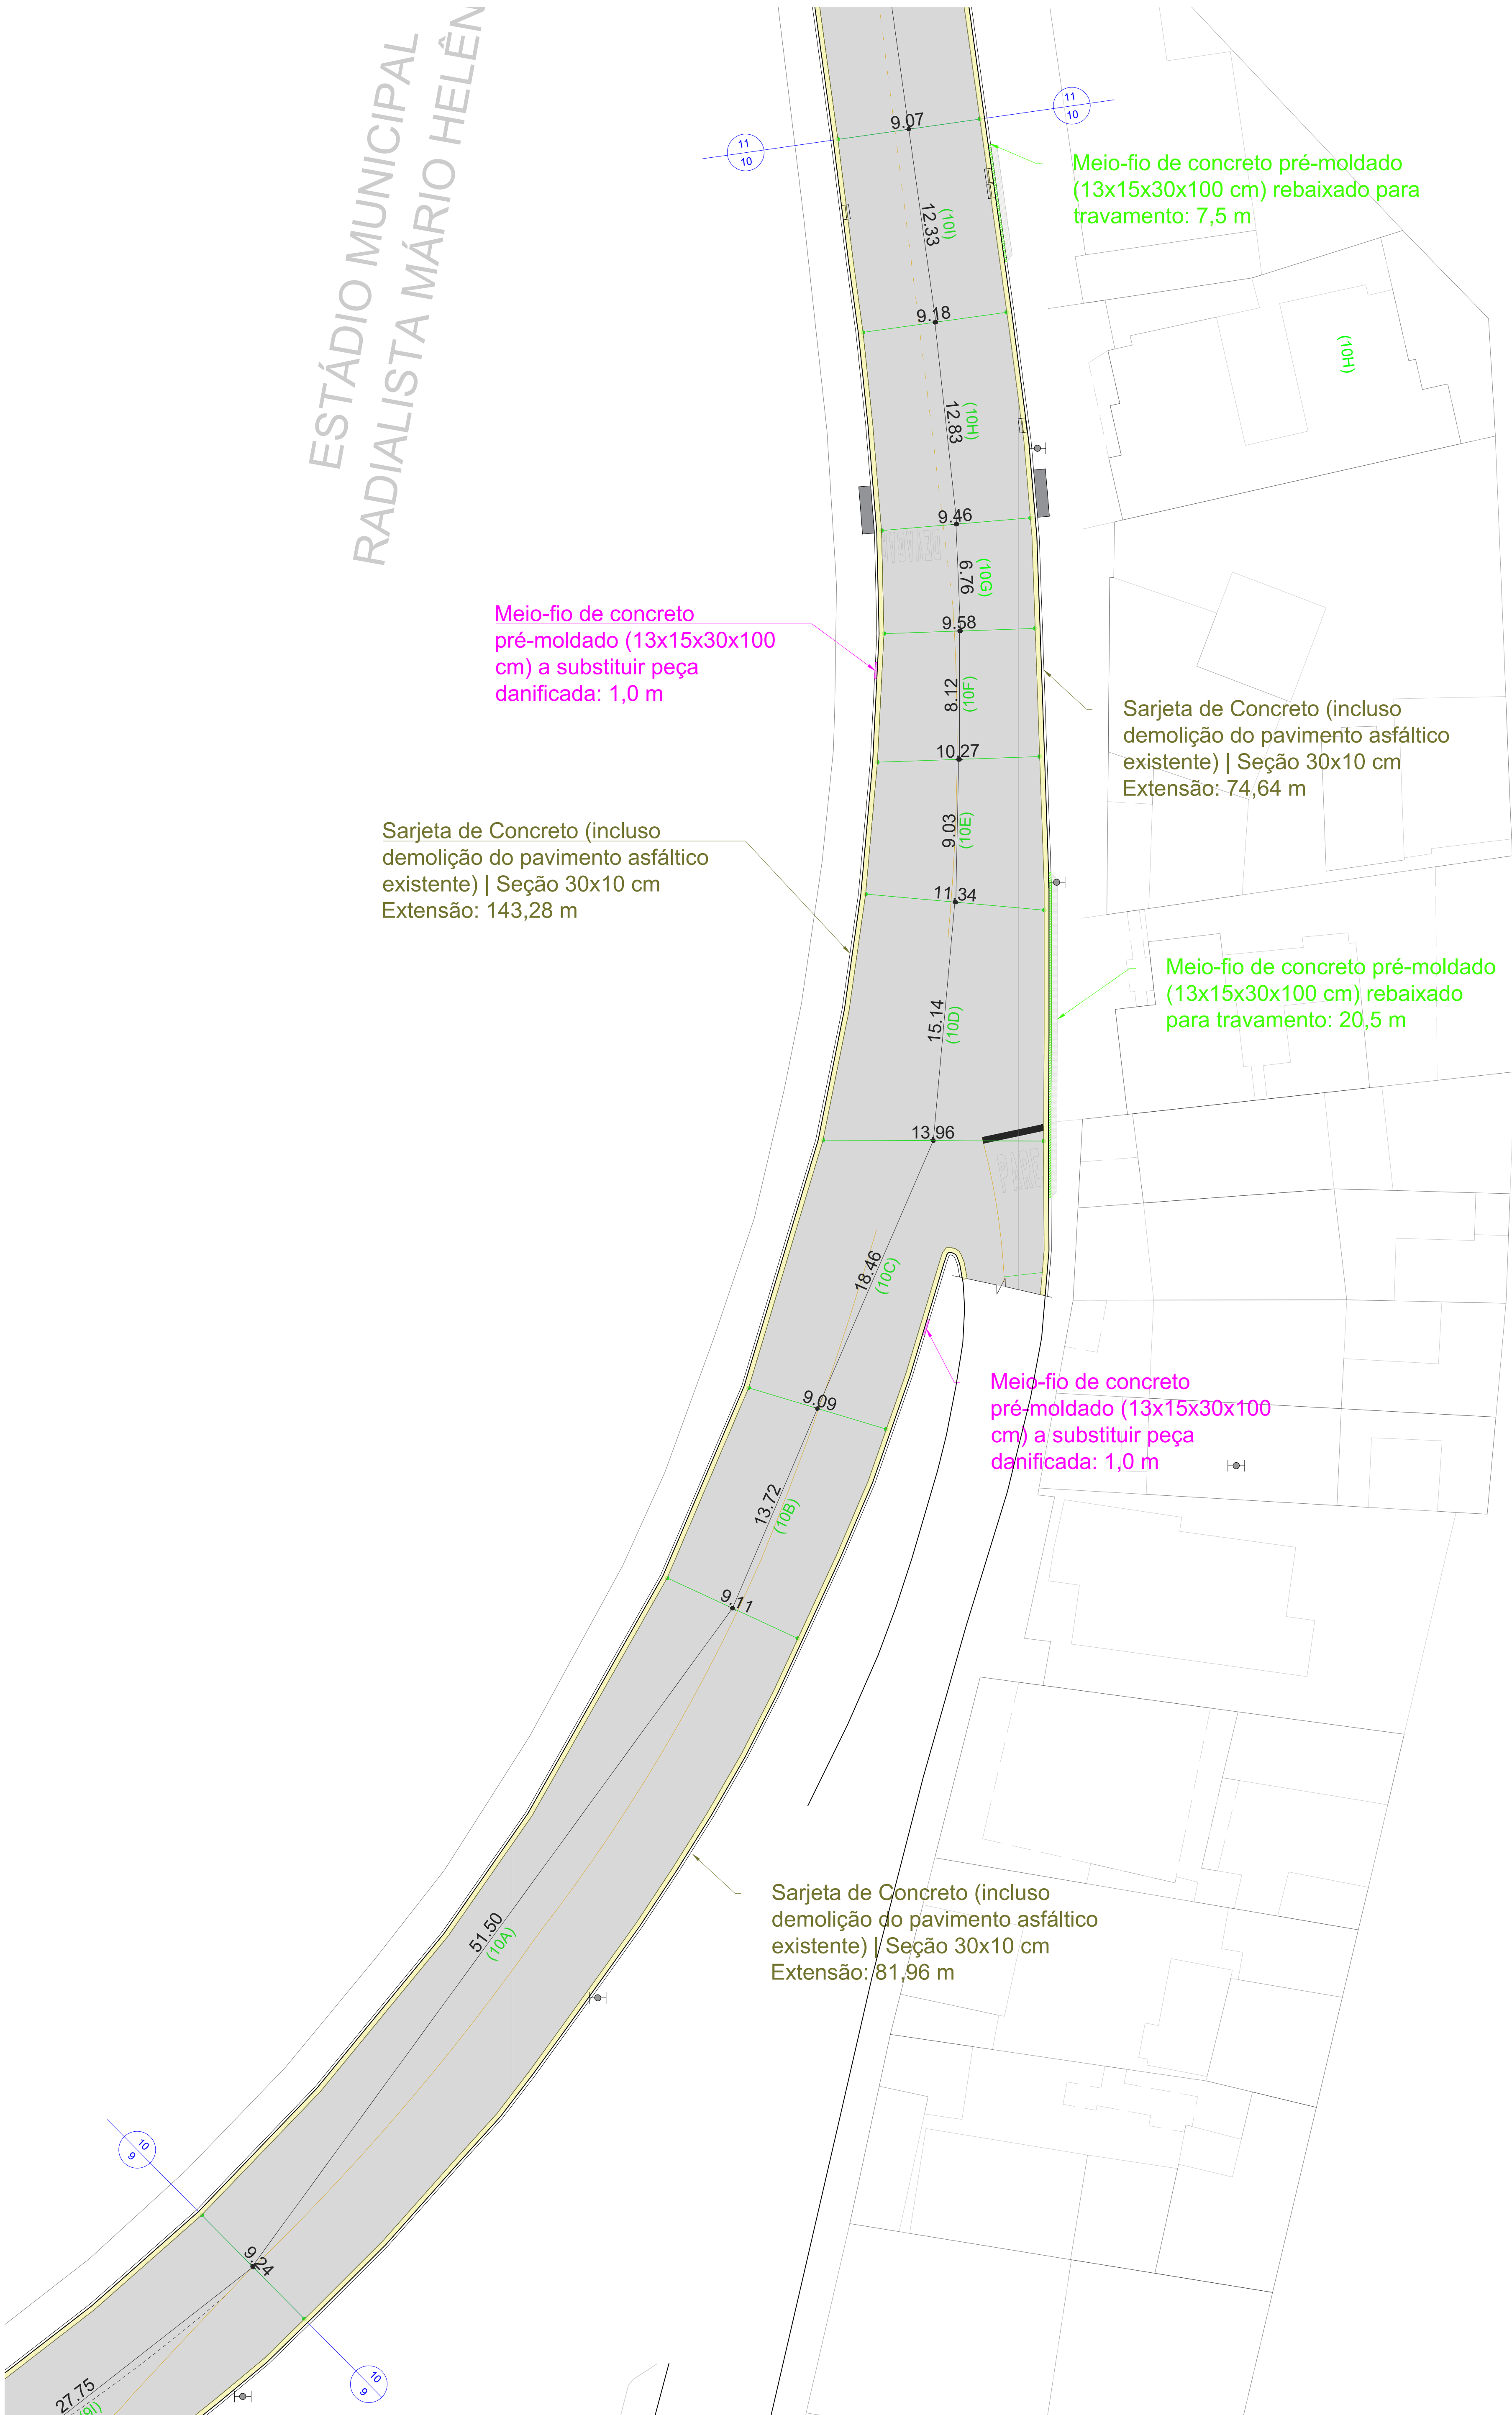 ESTÁDIO MUNICIPAL
RADIALISTA MÁRIO HELÊN
11
10
9.07
11
10
Meio-fio de concreto pré-moldado
(13x15x30x100 cm) rebaixado para
travamento: 7,5 m
12.33
(10I)
9.18
(10H)
12.83
(10H)
9.46
6.76
(10G)
9.58
Meio-fio de concreto
pré-moldado (13x15x30x100
cm) a substituir peça
danificada: 1,0 m
8.12
(10F)
Sarjeta de Concreto (incluso
demolição do pavimento asfáltico
existente) | Seção 30x10 cm
Extensão: 74,64 m
10.27
Sarjeta de Concreto (incluso
demolição do pavimento asfáltico
existente) | Seção 30x10 cm
Extensão: 143,28 m
9.03
(10E)
11.34
Meio-fio de concreto pré-moldado
(13x15x30x100 cm) rebaixado
para travamento: 20,5 m
15.14
(10D)
13.96
PARE
18.46
(10C)
Meio-fio de concreto
pré-moldado (13x15x30x100
cm) a substituir peça
danificada: 1,0 m
9.09
13.72
(10B)
9.11
Sarjeta de Concreto (incluso
demolição do pavimento asfáltico
existente) | Seção 30x10 cm
Extensão: 81,96 m
51.50
(10A)
10
9
9.24
10
9
27.75
(9I)